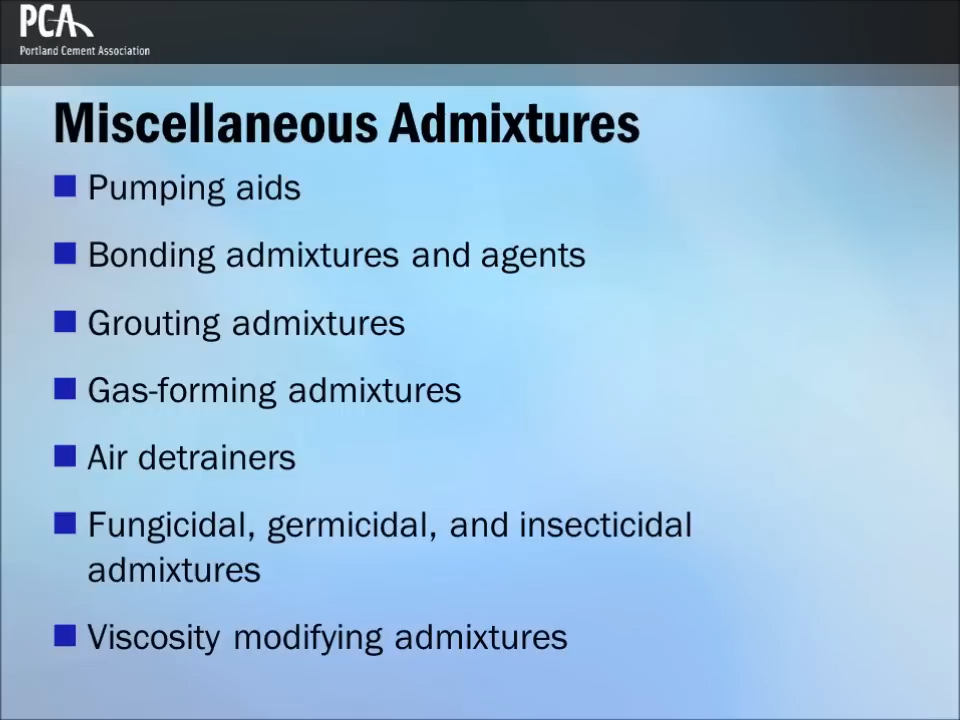 PCA
Portland Cement Association
Miscellaneous Admixtures
Pumping aids
Bonding admixtures and agents
Grouting admixtures
Gas-forming admixtures
Air detrainers
Fungicidal, germicidal, and insecticidal
admixtures
Viscosity modifying admixtures